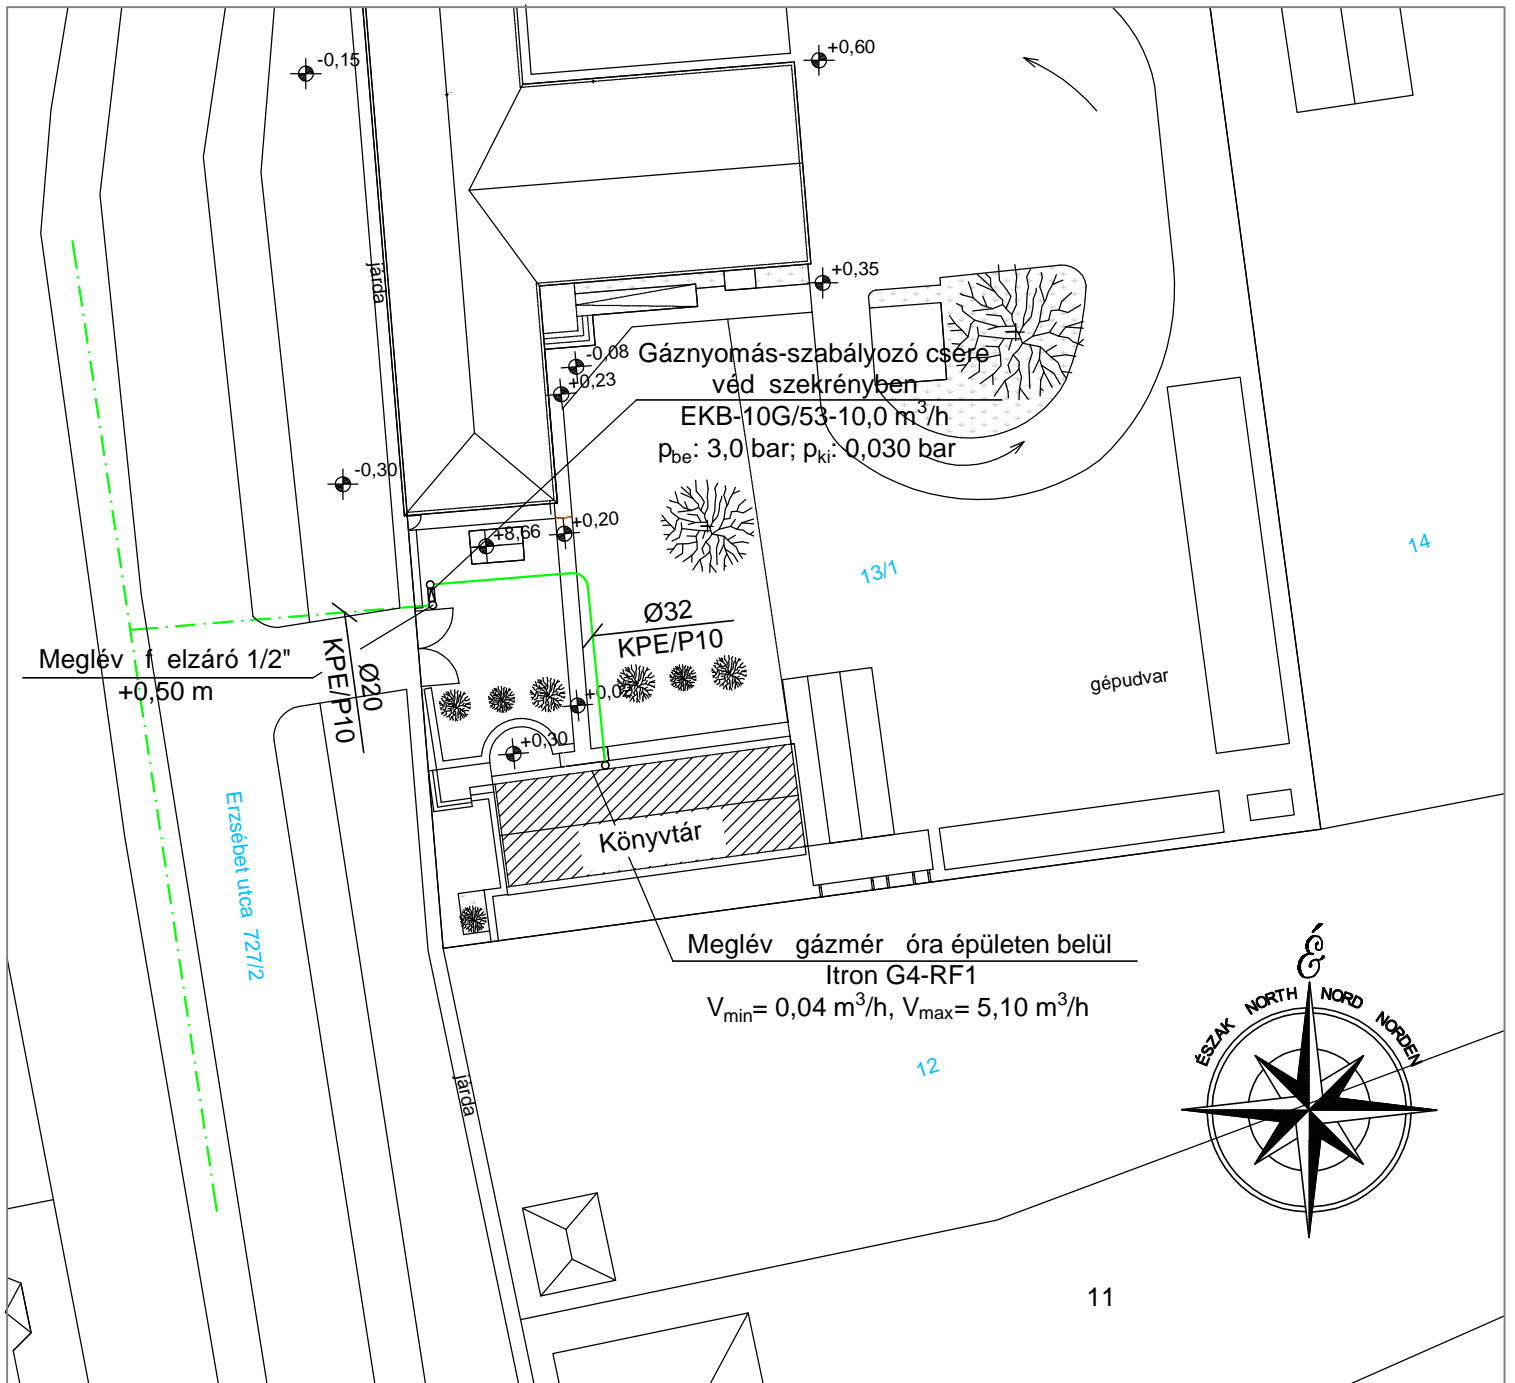 -0,15
+0,60
járda
+0,35
-0,08
+0,23
Gáznyomás-szabályozó csere
véd szekrényben
EKB-10G/53-10,0 m³/h
pbe: 3,0 bar; pki: 0,030 bar
-0,30
+8,66
+0,20
13/1
14
Ø32
KPE/P10
Meglév f elzáró 1/2"
+0,50 m
Ø20
KPE/P10
+0,02
gépudvar
+0,30
Erzsébet utca 727/2
Könyvtár
Meglév gázmér óra épületen belül
Itron G4-RF1
Vmin= 0,04 m³/h, Vmax= 5,10 m³/h
É
ÉSZAK NORTH NORD NORDEN
12
járda
11